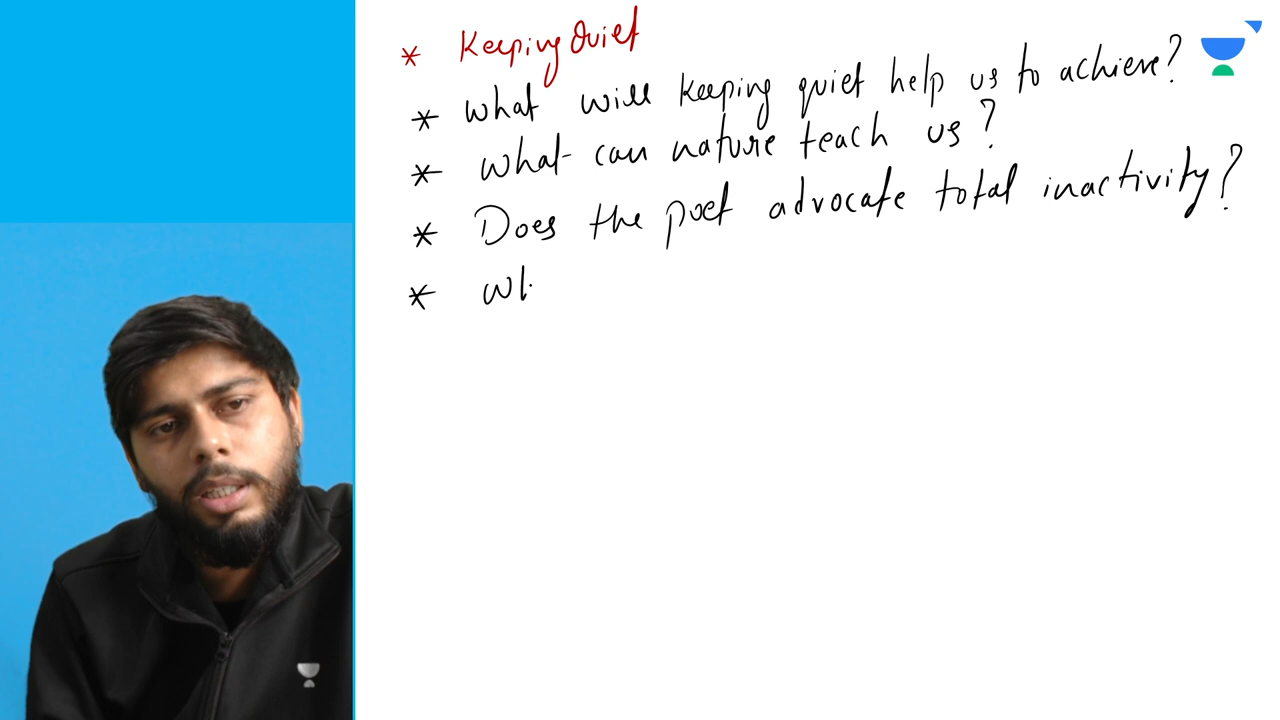 * Keeping Quiet
* What will keeping quiet help us to achieve?
* What can nature teach us?
* Does the poet advocate total inactivity?
* Wh